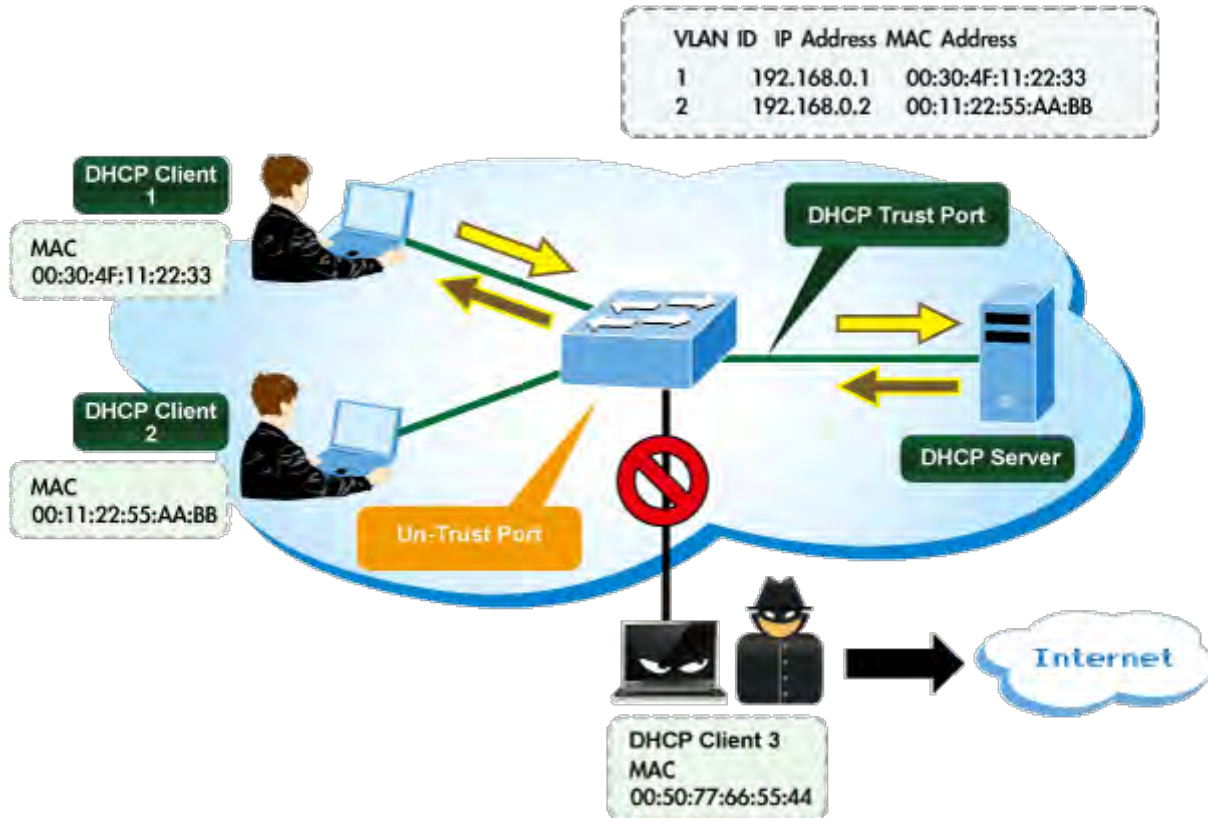 VLAN ID IP Address MAC Address
1 192.168.0.1 00:30:4F:11:22:33
2 192.168.0.2 00:11:22:55:AA:BB
DHCP Client
1
MAC
00:30:4F:11:22:33
DHCP Trust Port
DHCP Client
2
MAC
00:11:22:55:AA:BB
DHCP Server
Un-Trust Port
Internet
DHCP Client 3
MAC
00:50:77:66:55:44